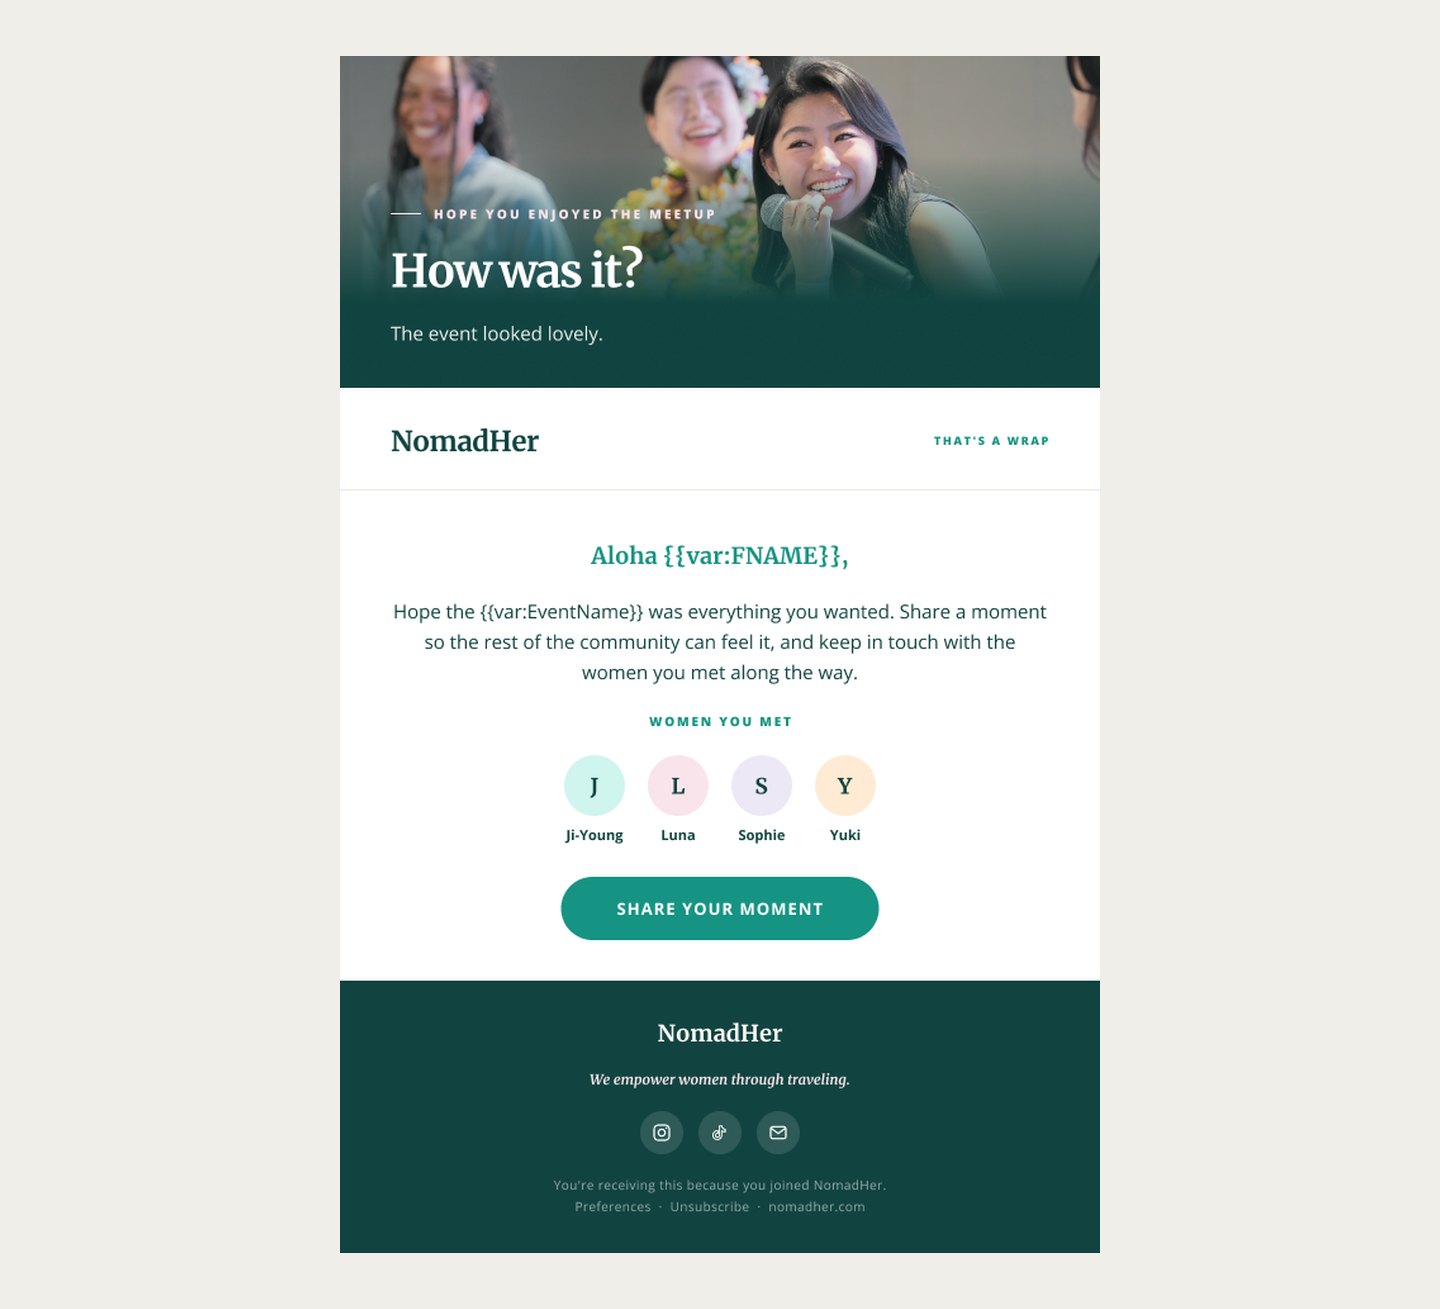 HOPE YOU ENJOYED THE MEETUP
How was it?
The event looked lovely.
NomadHer
THAT'S A WRAP
Aloha {{var:FNAME}},
Hope the {{var:EventName}} was everything you wanted. Share a moment
so the rest of the community can feel it, and keep in touch with the
women you met along the way.
WOMEN YOU MET
J L S Y
Ji-Young Luna Sophie Yuki
SHARE YOUR MOMENT
NomadHer
We empower women through traveling.
You're receiving this because you joined NomadHer.
Preferences · Unsubscribe · nomadher.com